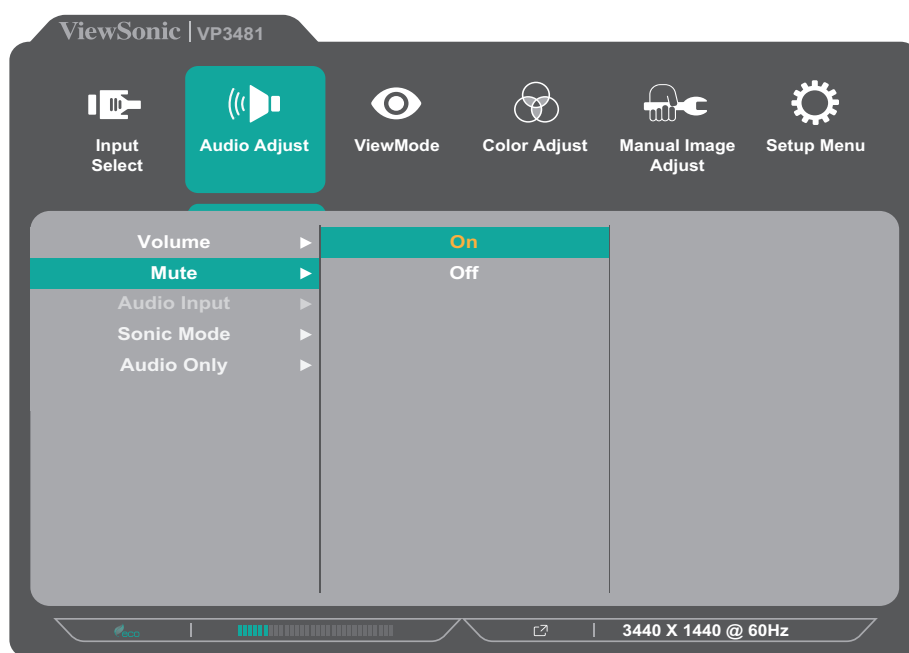 ViewSonic | VP3481
Input
Select
Audio Adjust
ViewMode
Color Adjust
Manual Image
Adjust
Setup Menu
Volume
On
Mute
Off
Audio Input
Sonic Mode
Audio Only
eco
3440 X 1440 @ 60Hz